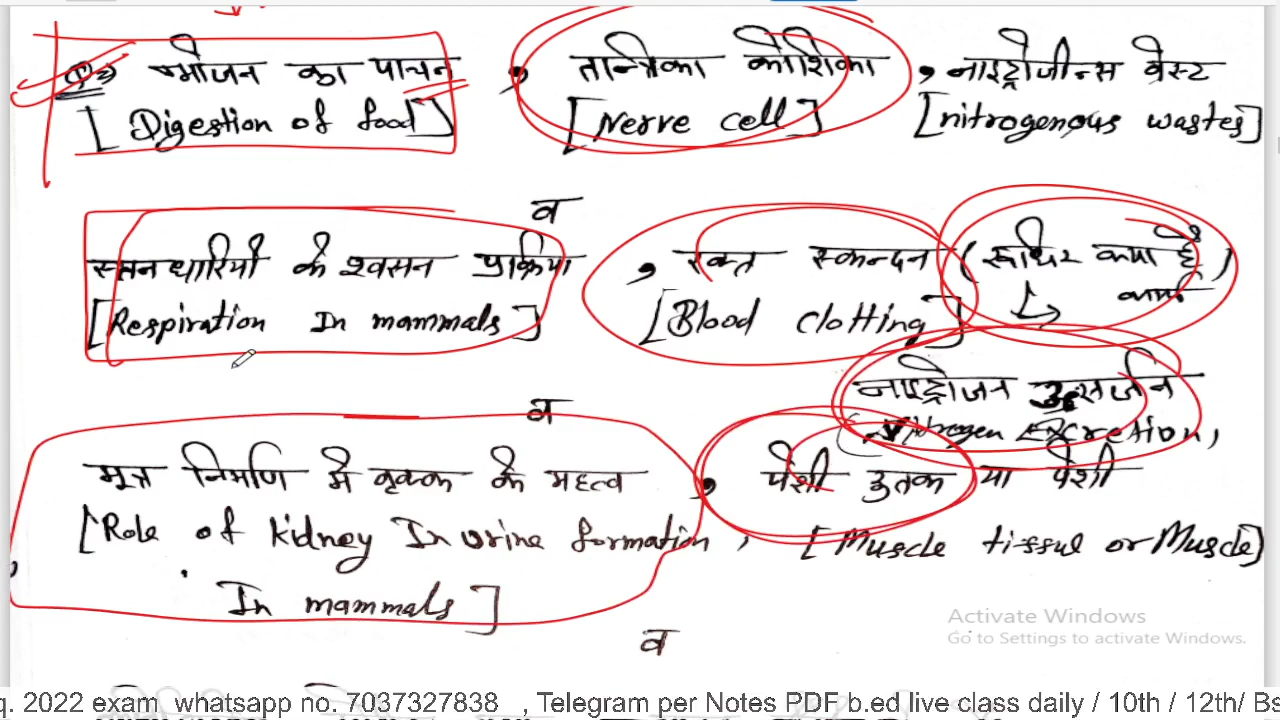 भोजन का पाचन , तान्त्रिका कोशिका , नाइट्रोजीन्स वेस्ट
[ Digestion of food ] [ Nerve cell ] [ nitrogenous wastes ]
व
स्तनधारियों के श्वसन प्रक्रिया , रक्त स्कन्दन ( रूधिर क्या है )
[ Respiration In mammals ] [ Blood clotting ] कार्य
नाइट्रोजन उत्सर्जन
Nitrogen Excretion,
व
मूत्र निर्माण में वृक्क के महत्व , पेशी ऊतक या पेशी
[ Role of kidney In urine formation , [ Muscle tissue or Muscle ]
In mammals ]
Activate Windows
Go to Settings to activate Windows.
व
q. 2022 exam whatsapp no. 7037327838 , Telegram per Notes PDF b.ed live class daily / 10th / 12th/ Bs